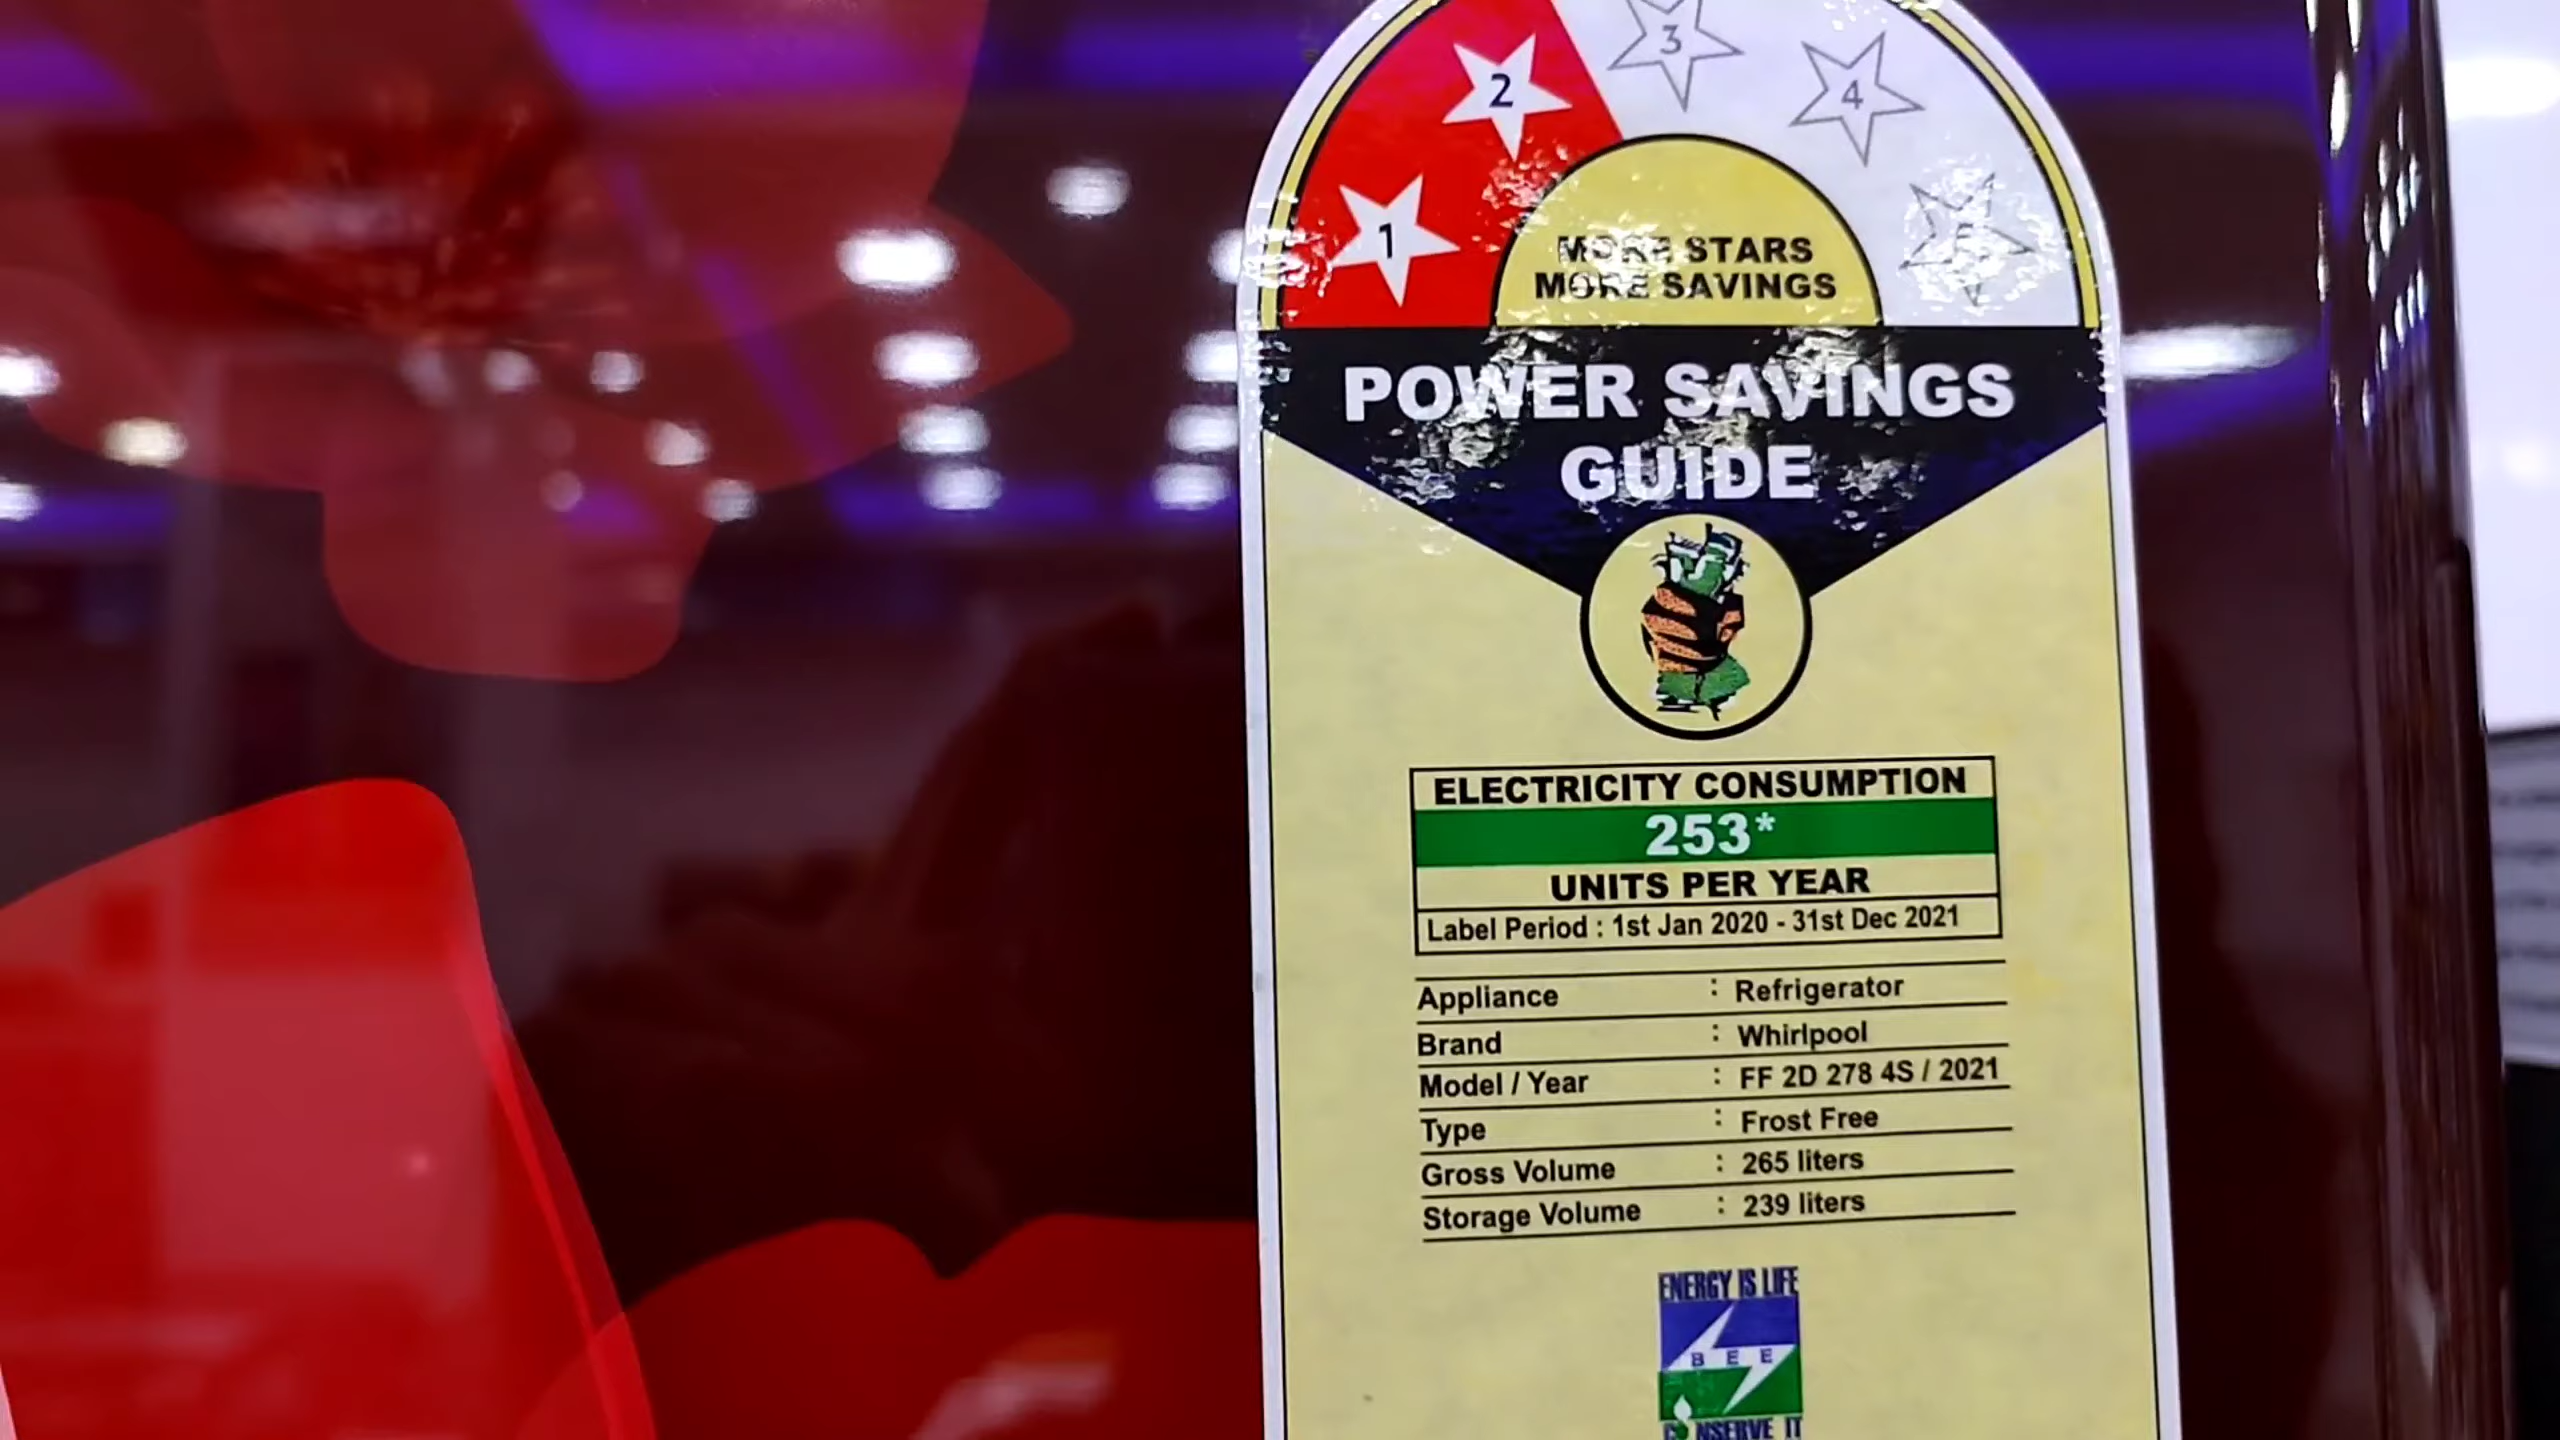 1
2
3
4
5
MORE STARS
MORE SAVINGS
POWER SAVINGS
GUIDE
ELECTRICITY CONSUMPTION
253*
UNITS PER YEAR
Label Period : 1st Jan 2020 - 31st Dec 2021
Appliance : Refrigerator
Brand : Whirlpool
Model / Year : FF 2D 278 4S / 2021
Type : Frost Free
Gross Volume : 265 liters
Storage Volume : 239 liters
ENERGY IS LIFE
BEE
CONSERVE IT